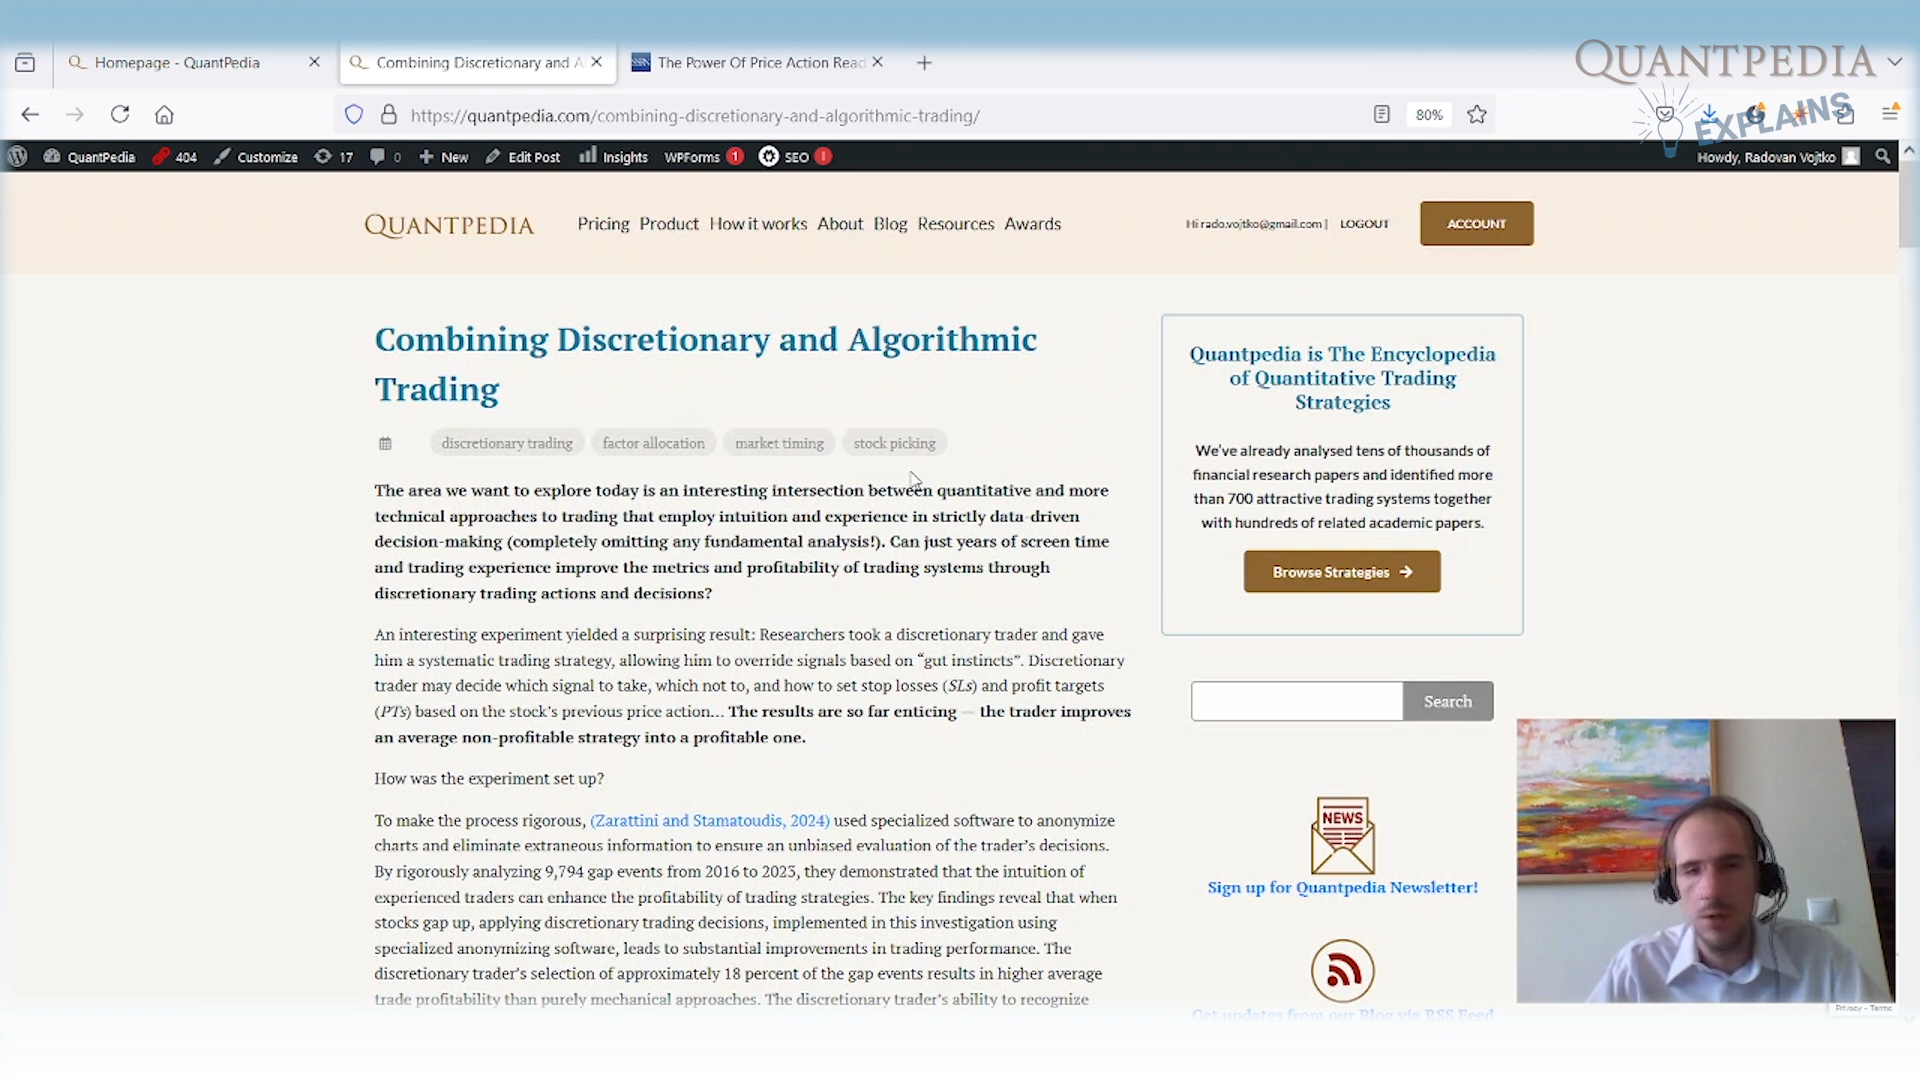 QUANTPEDIA
EXPLAINS
Homepage - QuantPedia
Combining Discretionary and Al
The Power Of Price Action Read
https://quantpedia.com/combining-discretionary-and-algorithmic-trading/
80%
QuantPedia 404 Customize 17 0 New Edit Post Insights WPForms 1 SEO !
Howdy, Radovan Vojtko
QUANTPEDIA
Pricing Product How it works About Blog Resources Awards
Hi rado.vojtko@gmail.com | LOGOUT
ACCOUNT
Combining Discretionary and Algorithmic
Trading
discretionary trading factor allocation market timing stock picking
The area we want to explore today is an interesting intersection between quantitative and more
technical approaches to trading that employ intuition and experience in strictly data-driven
decision-making (completely omitting any fundamental analysis!). Can just years of screen time
and trading experience improve the metrics and profitability of trading systems through
discretionary trading actions and decisions?
An interesting experiment yielded a surprising result: Researchers took a discretionary trader and gave
him a systematic trading strategy, allowing him to override signals based on “gut instincts”. Discretionary
trader may decide which signal to take, which not to, and how to set stop losses (SLs) and profit targets
(PTs) based on the stock’s previous price action… The results are so far enticing — the trader improves
an average non-profitable strategy into a profitable one.
How was the experiment set up?
To make the process rigorous, (Zarattini and Stamatoudis, 2024) used specialized software to anonymize
charts and eliminate extraneous information to ensure an unbiased evaluation of the trader’s decisions.
By rigorously analyzing 9,794 gap events from 2016 to 2023, they demonstrated that the intuition of
experienced traders can enhance the profitability of trading strategies. The key findings reveal that when
stocks gap up, applying discretionary trading decisions, implemented in this investigation using
specialized anonymizing software, leads to substantial improvements in trading performance. The
discretionary trader’s selection of approximately 18 percent of the gap events results in higher average
trade profitability than purely mechanical approaches. The discretionary trader’s ability to recognize
Quantpedia is The Encyclopedia
of Quantitative Trading
Strategies
We’ve already analysed tens of thousands of
financial research papers and identified more
than 700 attractive trading systems together
with hundreds of related academic papers.
Browse Strategies
Search
NEWS
Sign up for Quantpedia Newsletter!
Get updates from our Blog via RSS Feed
Privacy - Terms